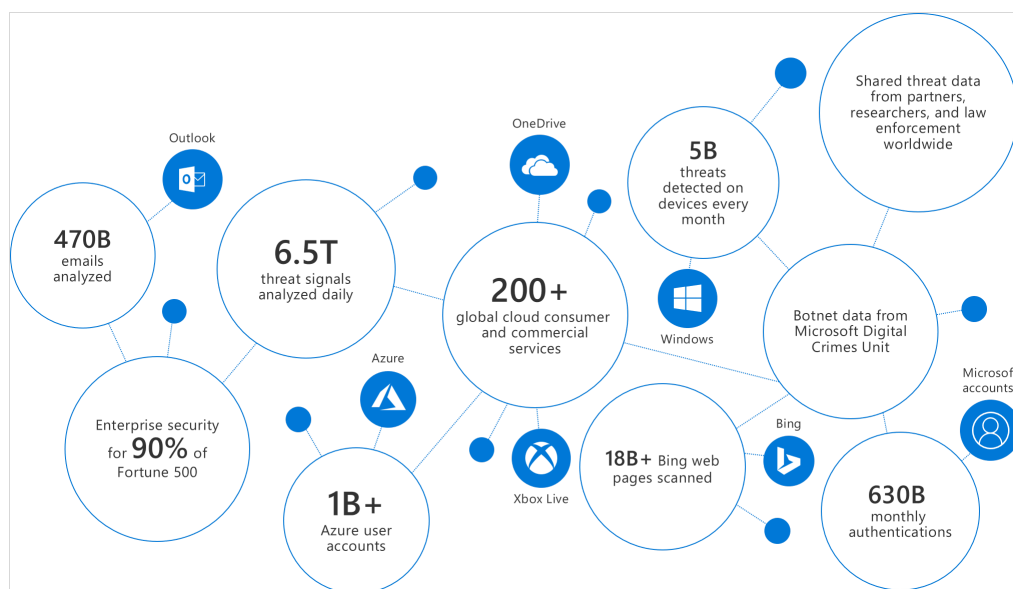 Outlook
470B
emails
analyzed
6.5T
threat signals
analyzed daily
OneDrive
200+
global cloud consumer
and commercial
services
5B
threats
detected on
devices every
month
Windows
Shared threat data
from partners,
researchers, and law
enforcement
worldwide
Botnet data from
Microsoft Digital
Crimes Unit
Enterprise security
for 90% of
Fortune 500
Azure
1B+
Azure user
accounts
Xbox Live
18B+ Bing web
pages scanned
Bing
Microsof
accounts
630B
monthly
authentications